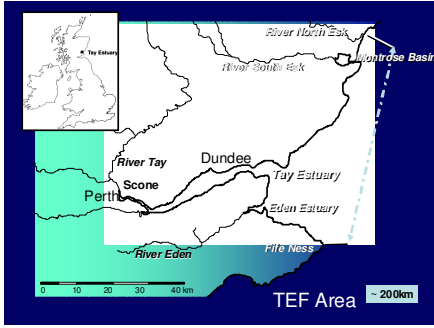 River North Esk
Tay Estuary
Montrose Basin
River South Esk
River Tay
Dundee
Scone
Tay Estuary
Perth
Eden Estuary
River Eden
Fife Ness
0 10 20 30 40 km
TEF Area
~ 200km